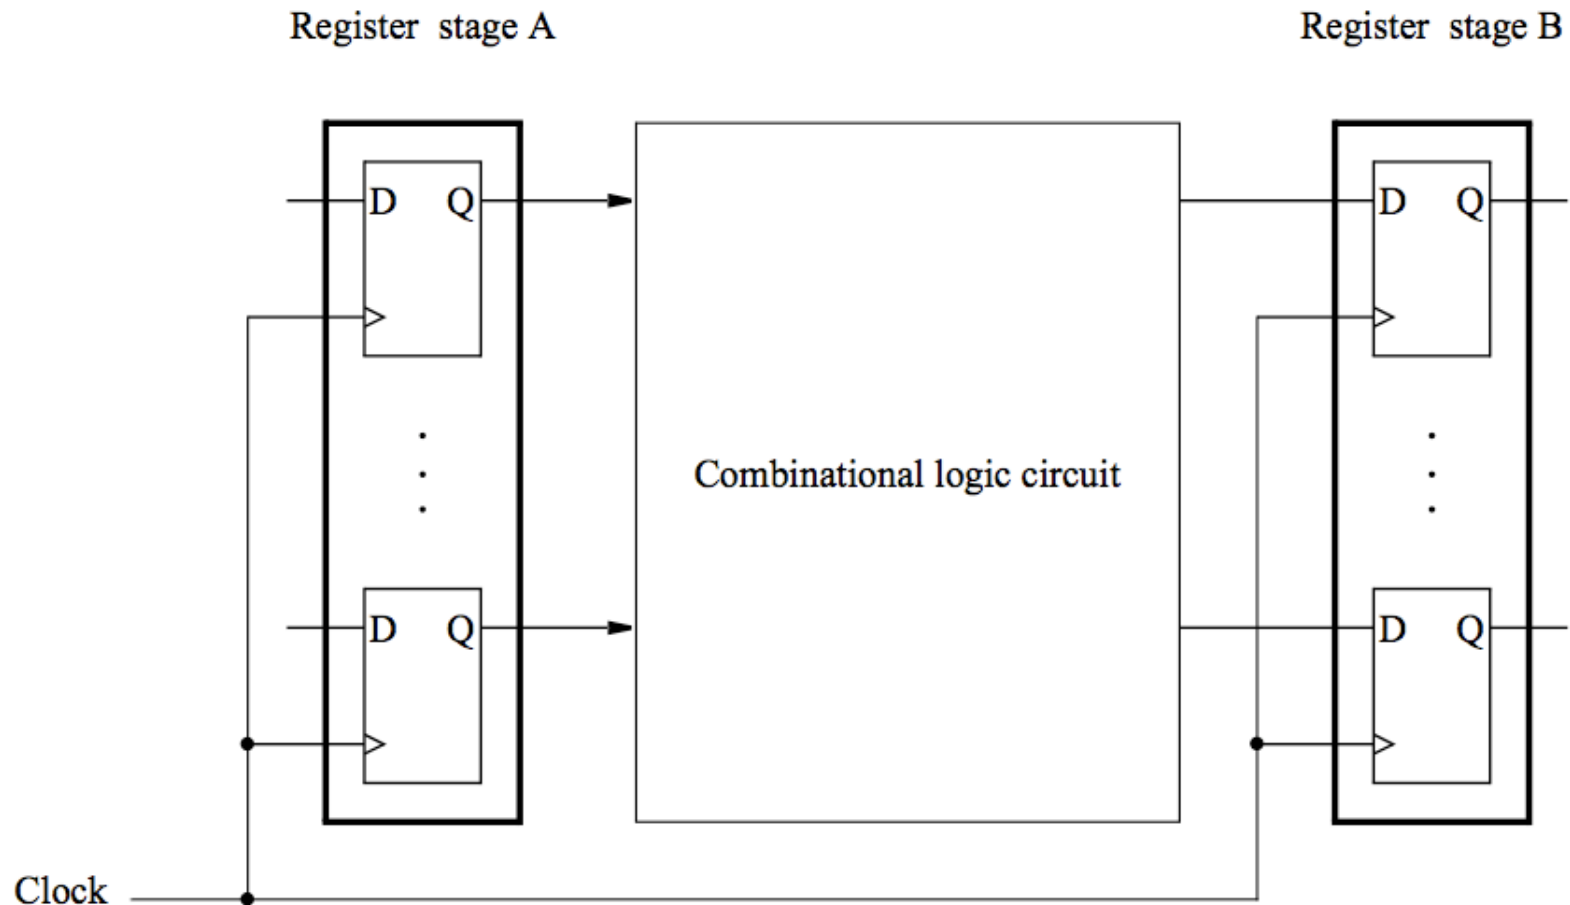 Register stage A
Register stage B
D Q
D Q
Combinational logic circuit
D Q
D Q
Clock